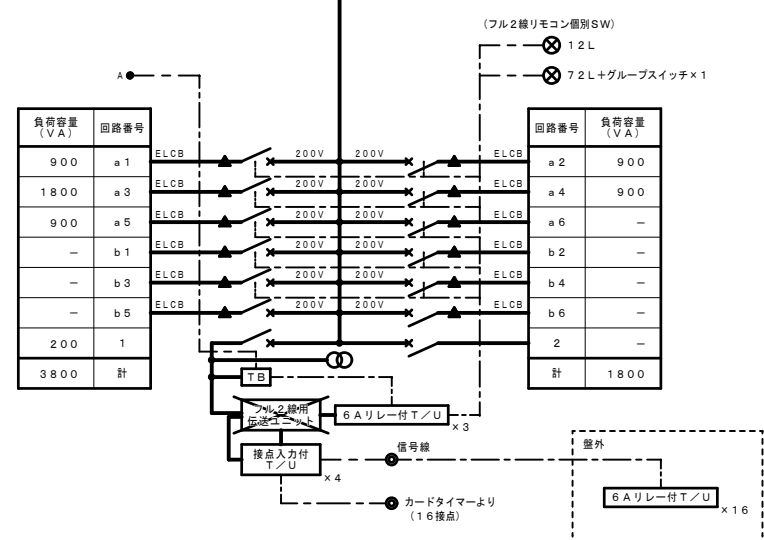 (フル2線リモコン個別SW)
12L
A
72L+グループスイッチ×1
負荷容量
(VA)
回路番号
回路番号
負荷容量
(VA)
900 a1 ELCB 200V 200V ELCB a2 900
1800 a3 ELCB 200V 200V ELCB a4 900
900 a5 ELCB 200V 200V ELCB a6 −
− b1 ELCB 200V 200V ELCB b2 −
− b3 ELCB 200V 200V ELCB b4 −
− b5 ELCB 200V 200V ELCB b6 −
200 1 2 −
3800 計 計 1800
TB
フル2線用
伝送ユニット
6Aリレー付T/U
×3
接点入力付
T/U
×4
信号線
カードタイマーより
(16接点)
盤外
6Aリレー付T/U
×16